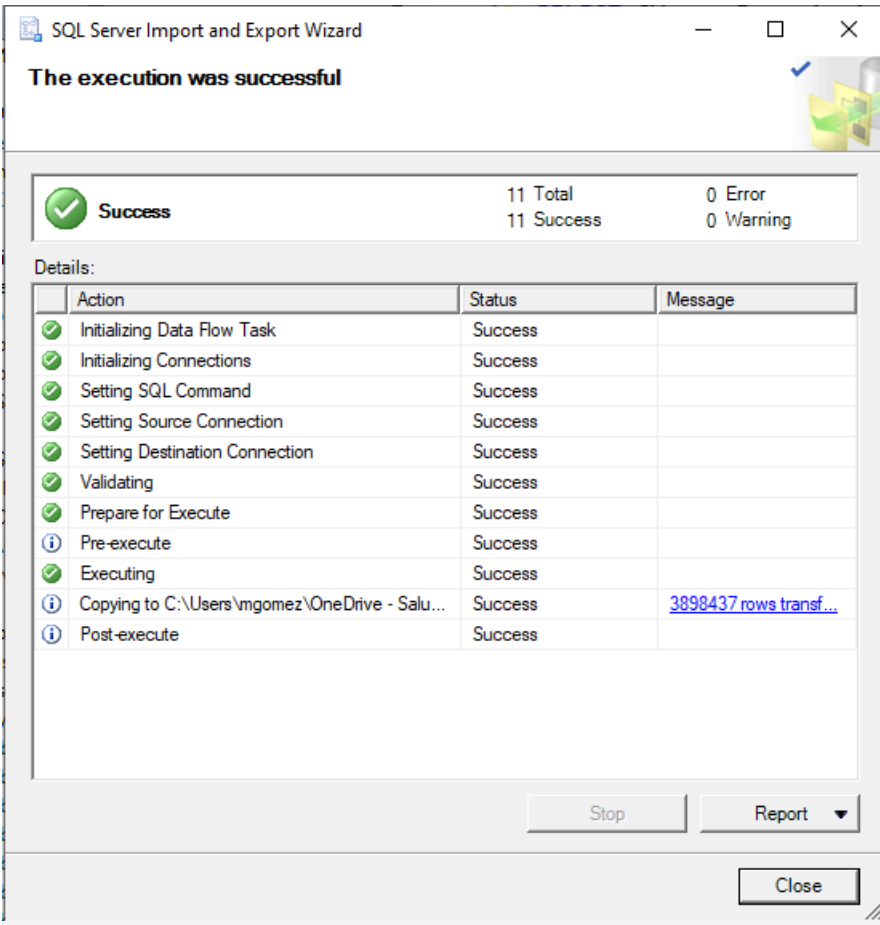 SQL Server Import and Export Wizard
The execution was successful
Success
11 Total 0 Error
11 Success 0 Warning
Details:
Action Status Message
Initializing Data Flow Task Success
Initializing Connections Success
Setting SQL Command Success
Setting Source Connection Success
Setting Destination Connection Success
Validating Success
Prepare for Execute Success
Pre-execute Success
Executing Success
Copying to C:\Users\mgomez\OneDrive - Salu... Success 3898437 rows transf...
Post-execute Success
Stop Report
Close